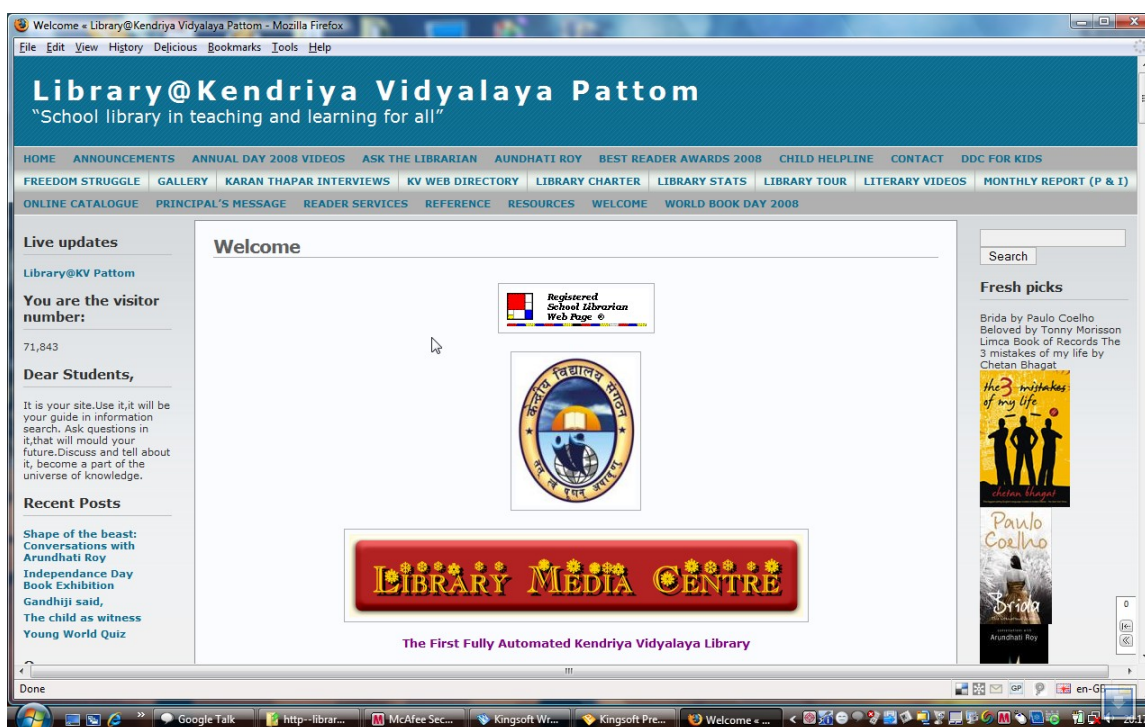 Welcome « Library@Kendriya Vidyalaya Pattom - Mozilla Firefox
File Edit View History Delicious Bookmarks Tools Help
Library@Kendriya Vidyalaya Pattom
“School library in teaching and learning for all”
HOME ANNOUNCEMENTS ANNUAL DAY 2008 VIDEOS ASK THE LIBRARIAN AUNDHATI ROY BEST READER AWARDS 2008 CHILD HELPLINE CONTACT DDC FOR KIDS
FREEDOM STRUGGLE GALLERY KARAN THAPAR INTERVIEWS KV WEB DIRECTORY LIBRARY CHARTER LIBRARY STATS LIBRARY TOUR LITERARY VIDEOS MONTHLY REPORT (P & I)
ONLINE CATALOGUE PRINCIPAL'S MESSAGE READER SERVICES REFERENCE RESOURCES WELCOME WORLD BOOK DAY 2008
Live updates
Library@KV Pattom
You are the visitor
number:
71,843
Dear Students,
It is your site.Use it,it will be
your guide in information
search. Ask questions in
it,that will mould your
future.Discuss and tell about
it, become a part of the
universe of knowledge.
Recent Posts
Shape of the beast:
Conversations with
Arundhati Roy
Independance Day
Book Exhibition
Gandhiji said,
The child as witness
Young World Quiz
Welcome
Registered
School Librarian
Web Page ®
केन्द्रीय विद्यालय संगठन
तत् त्वं पूषन् अपावृणु
LIBRARY MEDIA CENTRE
The First Fully Automated Kendriya Vidyalaya Library
Search
Fresh picks
Brida by Paulo Coelho
Beloved by Tonny Morisson
Limca Book of Records The
3 mistakes of my life by
Chetan Bhagat
the 3 mistakes
of my life
chetan bhagat
Paulo
Coelho
Brida
Arundhati Roy
0
Done
GP
en-GB
Google Talk
http--librar...
McAfee Sec...
Kingsoft Wr...
Kingsoft Pre...
Welcome « ...